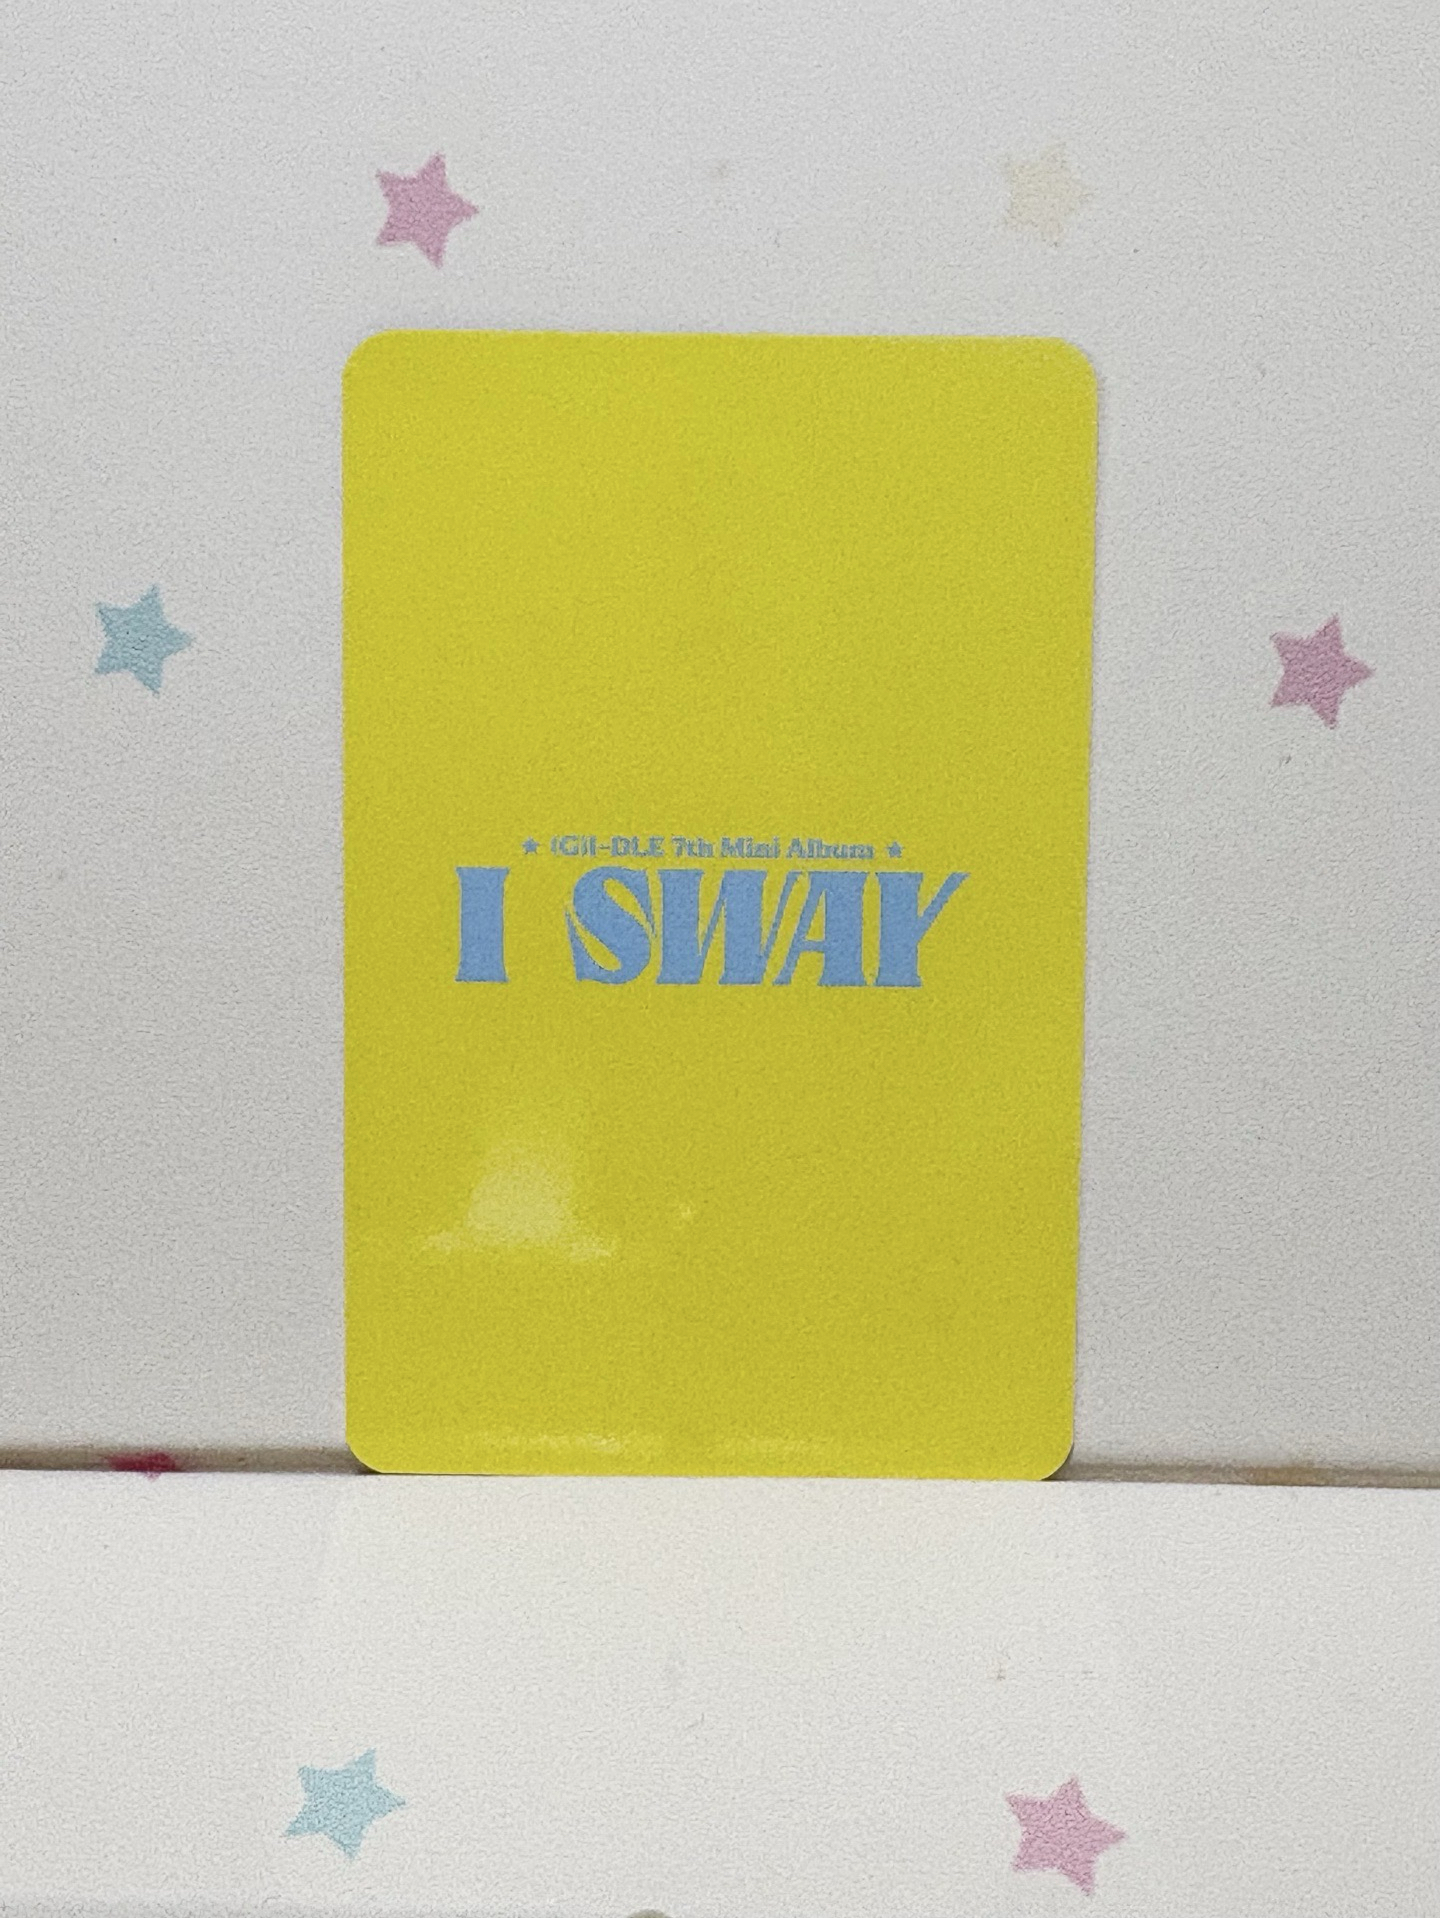 ★ (G)I-DLE 7th Mini Album ★
I SWAY